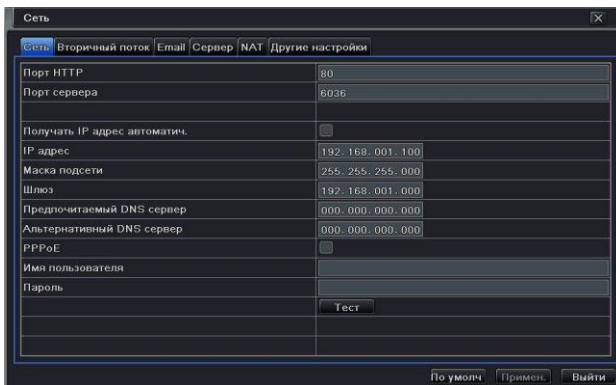 Сеть
Сеть Вторичный поток Email Сервер NAT Другие настройки
Порт HTTP 80
Порт сервера 6036
Получать IP адрес автоматич.
IP адрес 192. 168. 001. 100
Маска подсети 255. 255. 255. 000
Шлюз 192. 168. 001. 000
Предпочитаемый DNS сервер 000. 000. 000. 000
Альтернативный DNS сервер 000. 000. 000. 000
PPPoE
Имя пользователя
Пароль
Тест
По умолч Примен. Выйти